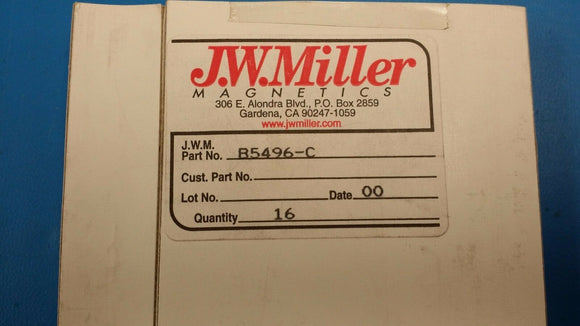 J.W.Miller
MAGNETICS
306 E. Alondra Blvd., P.O. Box 2859
Gardena, CA 90247-1059
www.jwmiller.com
J.W.M.
Part No. B5496-C
Cust. Part No.
Lot No. Date 00
Quantity 16